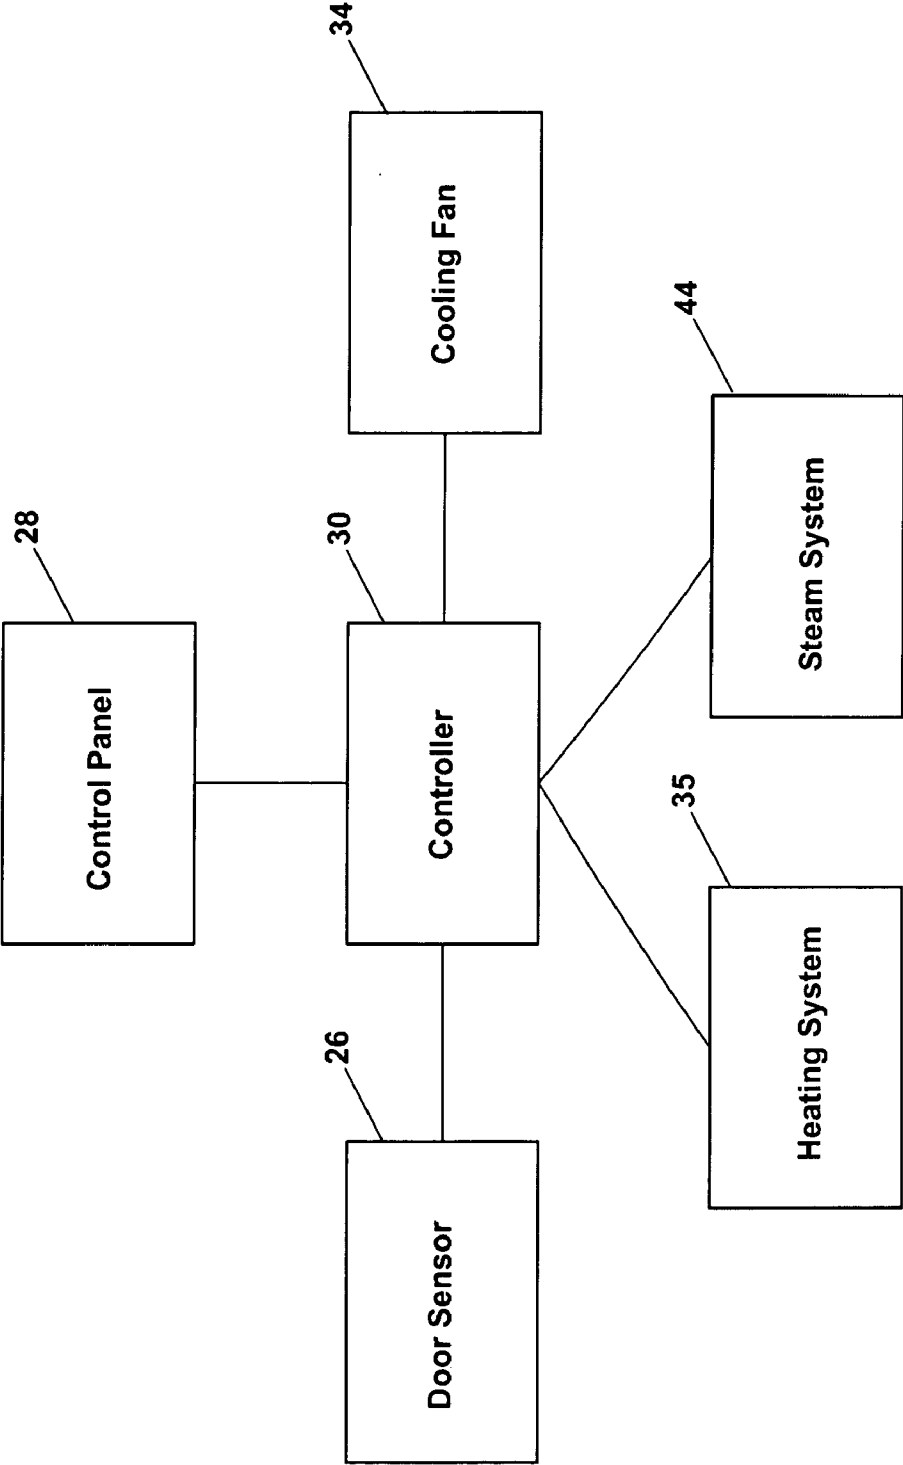 28
Control Panel
26
Door Sensor
30
Controller
34
Cooling Fan
35
Heating System
44
Steam System